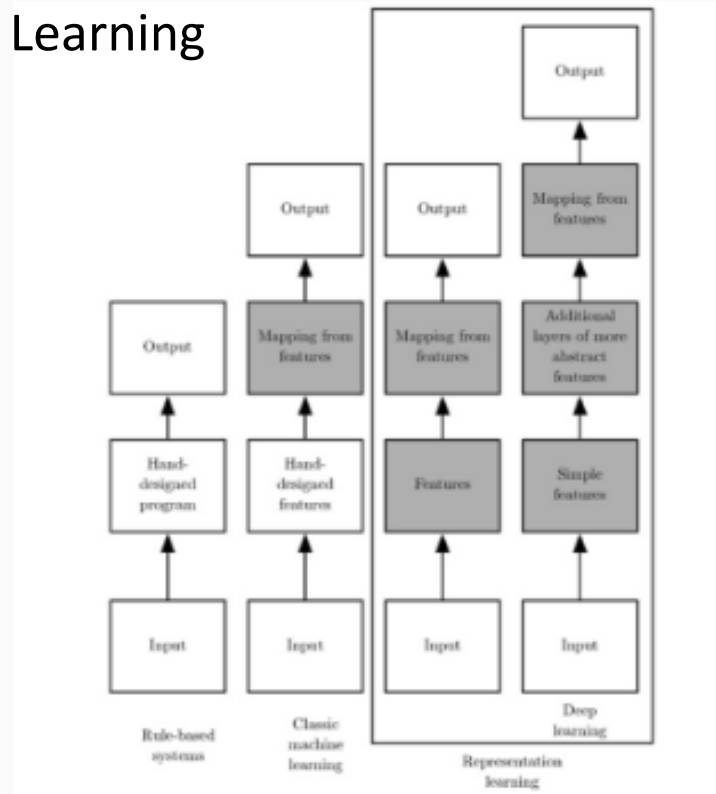 Learning
Output
Output
Output
Mapping from
features
Output
Mapping from
features
Mapping from
features
Additional
layers of more
abstract
features
Hand-
designed
program
Hand-
designed
features
Features
Simple
features
Input
Input
Input
Input
Rule-based
systems
Classic
machine
learning
Representation
learning
Deep
learning